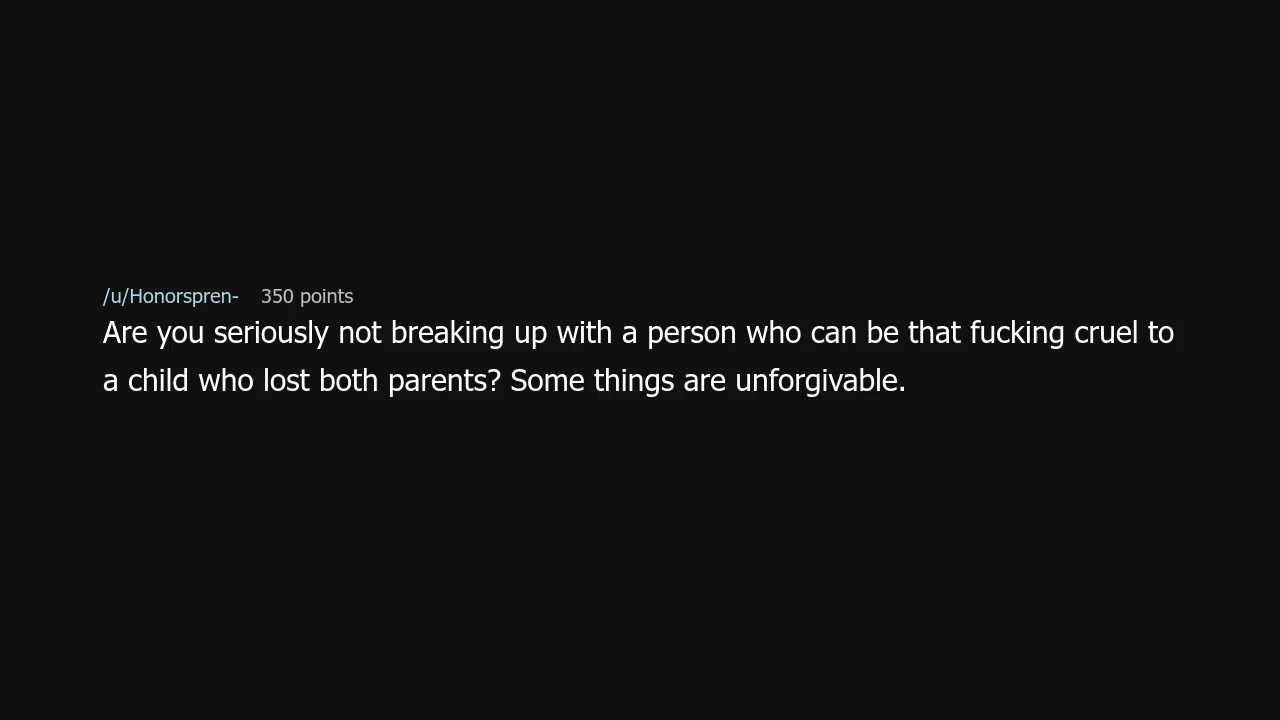 /u/Honorspren- 350 points
Are you seriously not breaking up with a person who can be that fucking cruel to
a child who lost both parents? Some things are unforgivable.